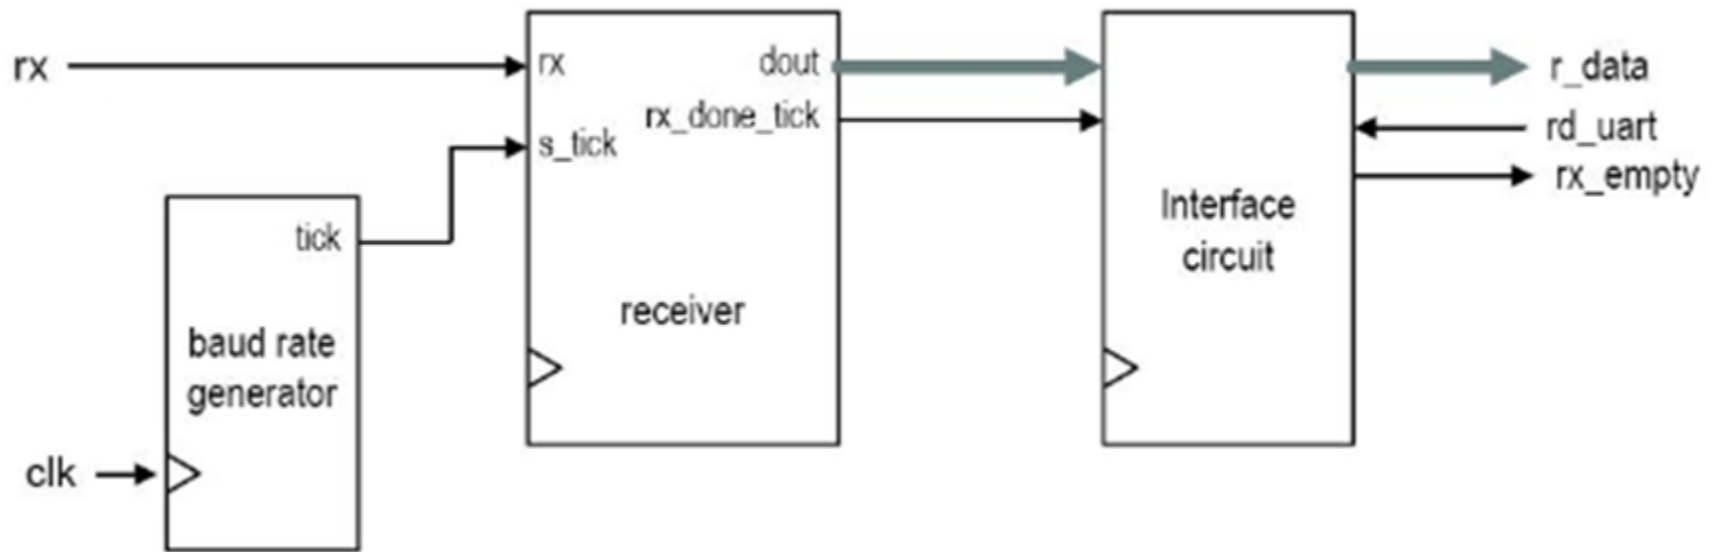 rx
rx
dout
r_data
rx_done_tick
rd_uart
s_tick
rx_empty
Interface
circuit
tick
receiver
baud rate
generator
clk